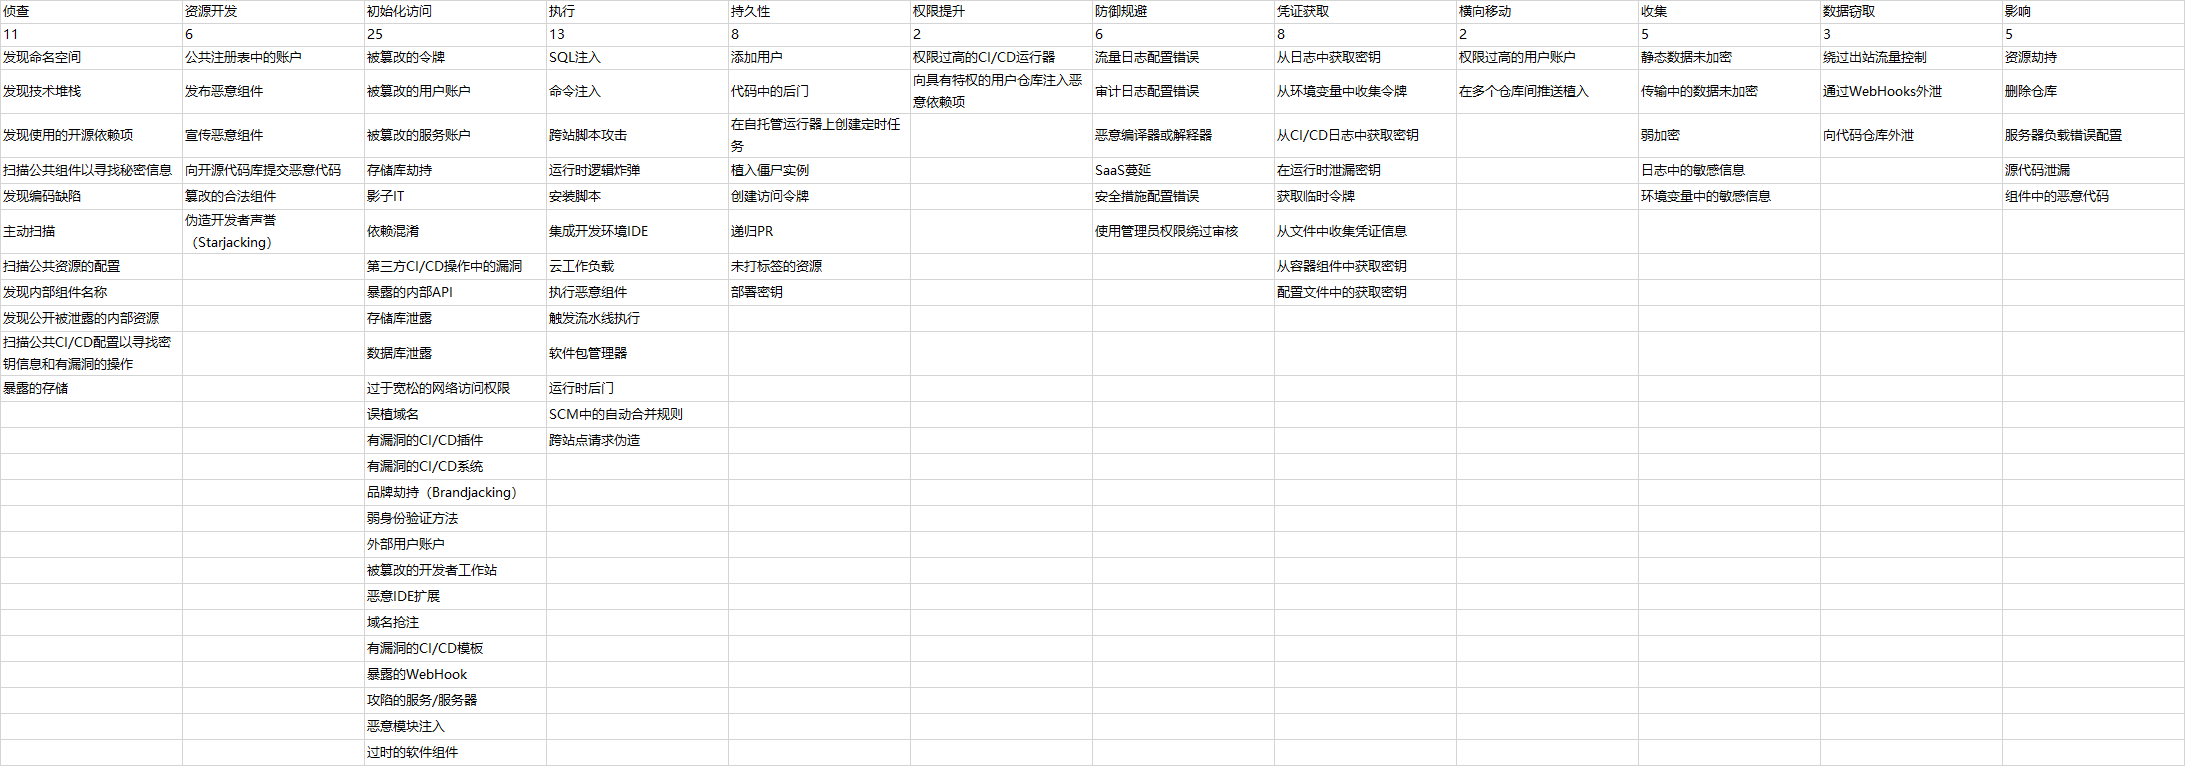 侦查 资源开发 初始化访问 执行 持久性 权限提升 防御规避 凭证获取 横向移动 收集 数据窃取 影响
11 6 25 13 8 2 6 8 2 5 3 5
发现命名空间 公共注册表中的账户 被篡改的令牌 SQL注入 添加用户 权限过高的CI/CD运行器 流量日志配置错误 从日志中获取密钥 权限过高的用户账户 静态数据未加密 绕过出站流量控制 资源劫持
发现技术堆栈 发布恶意组件 被篡改的用户账户 命令注入 代码中的后门 向具有特权的用户仓库注入恶
意依赖项 审计日志配置错误 从环境变量中收集令牌 在多个仓库间推送植入 传输中的数据未加密 通过WebHooks外泄 删除仓库
发现使用的开源依赖项 宣传恶意组件 被篡改的服务账户 跨站脚本攻击 在自托管运行器上创建定时任
务 恶意编译器或解释器 从CI/CD日志中获取密钥 弱加密 向代码仓库外泄 服务器负载错误配置
扫描公共组件以寻找秘密信息 向开源代码库提交恶意代码 存储库劫持 运行时逻辑炸弹 植入僵尸实例 SaaS蔓延 在运行时泄漏密钥 日志中的敏感信息 源代码泄漏
发现编码缺陷 篡改的合法组件 影子IT 安装脚本 创建访问令牌 安全措施配置错误 获取临时令牌 环境变量中的敏感信息 组件中的恶意代码
主动扫描 伪造开发者声誉
（Starjacking） 依赖混淆 集成开发环境IDE 递归PR 使用管理员权限绕过审核 从文件中收集凭证信息
扫描公共资源的配置 第三方CI/CD操作中的漏洞 云工作负载 未打标签的资源 从容器组件中获取密钥
发现内部组件名称 暴露的内部API 执行恶意组件 部署密钥 配置文件中的获取密钥
发现公开被泄露的内部资源 存储库泄露 触发流水线执行
扫描公共CI/CD配置以寻找密
钥信息和有漏洞的操作 数据库泄露 软件包管理器
暴露的存储 过于宽松的网络访问权限 运行时后门
误植域名 SCM中的自动合并规则
有漏洞的CI/CD插件 跨站点请求伪造
有漏洞的CI/CD系统
品牌劫持（Brandjacking）
弱身份验证方法
外部用户账户
被篡改的开发者工作站
恶意IDE扩展
域名抢注
有漏洞的CI/CD模板
暴露的WebHook
攻陷的服务/服务器
恶意模块注入
过时的软件组件